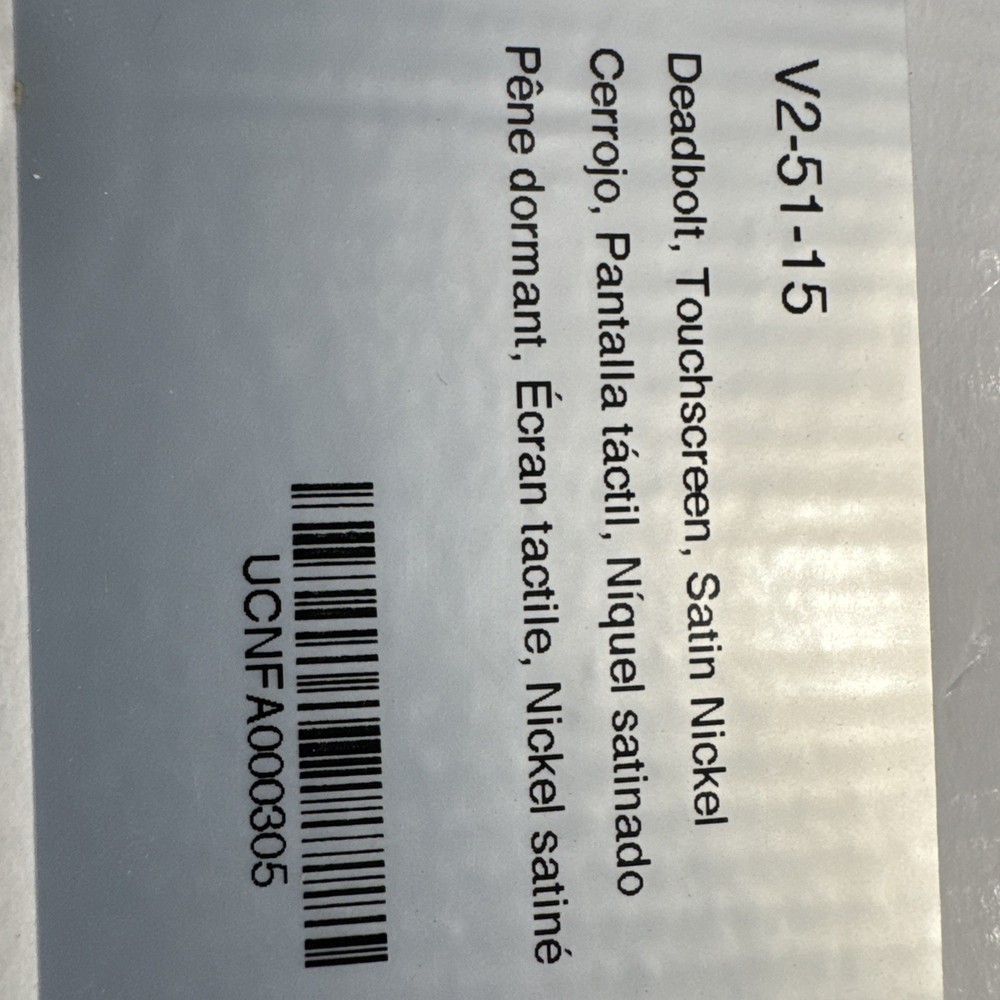 V2-51-15
Deadbolt, Touchscreen, Satin Nickel
Cerrojo, Pantalla táctil, Níquel satinado
Pêne dormant, Écran tactile, Nickel satiné
UCNFA000305